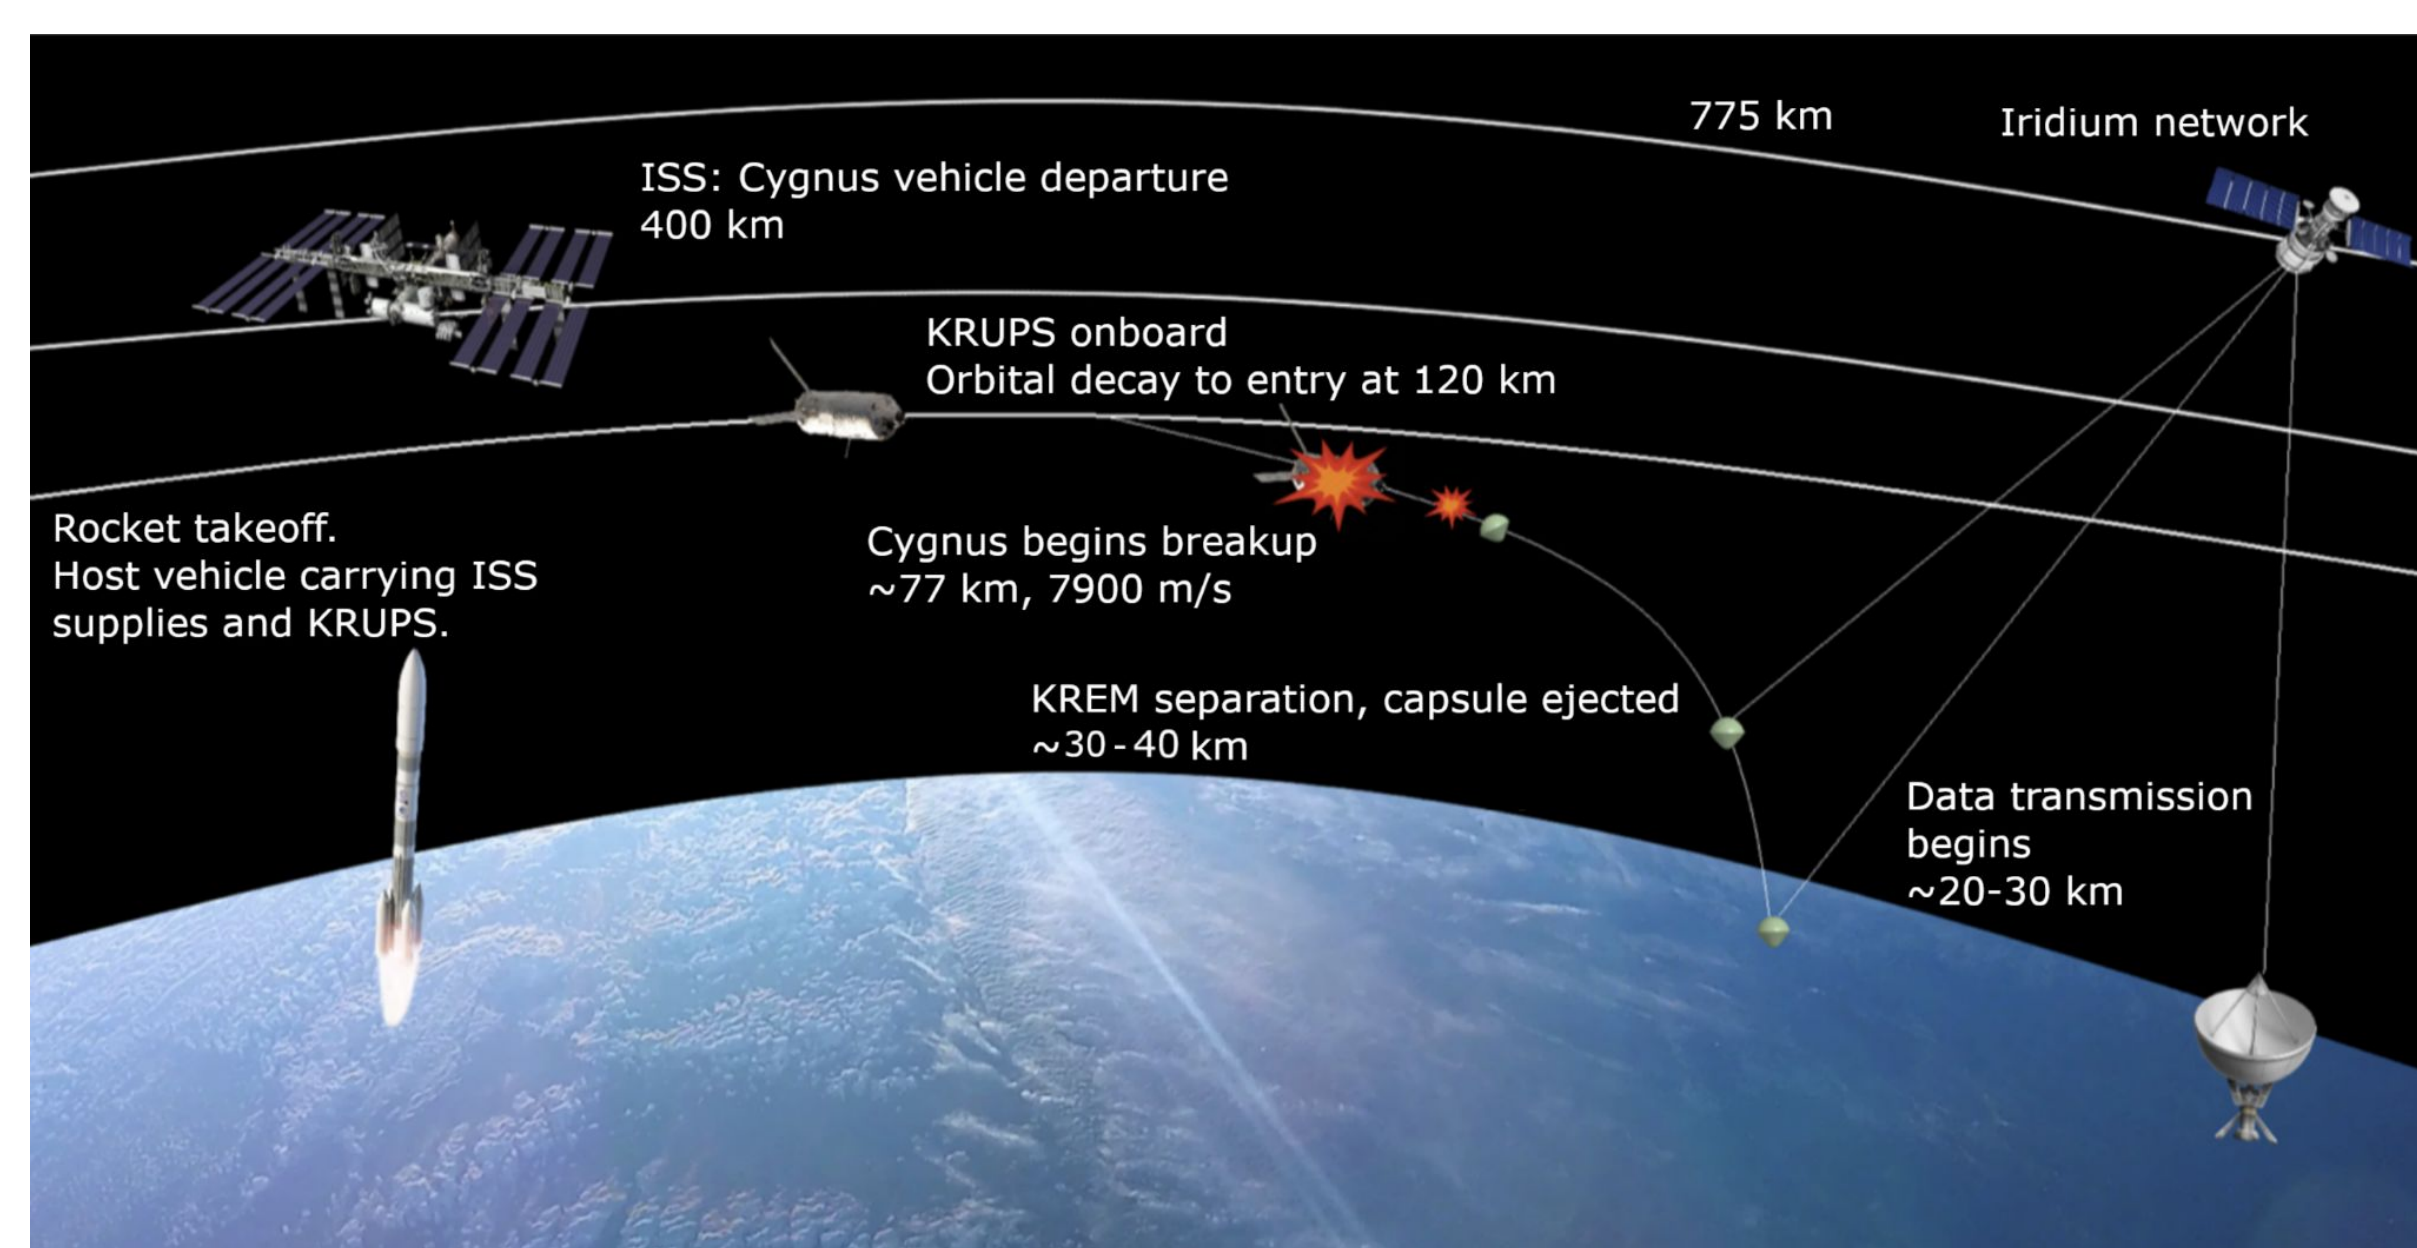 775 km
Iridium network
ISS: Cygnus vehicle departure
400 km
KRUPS onboard
Orbital decay to entry at 120 km
Rocket takeoff.
Host vehicle carrying ISS
supplies and KRUPS.
Cygnus begins breakup
~77 km, 7900 m/s
KREM separation, capsule ejected
~30-40 km
Data transmission
begins
~20-30 km